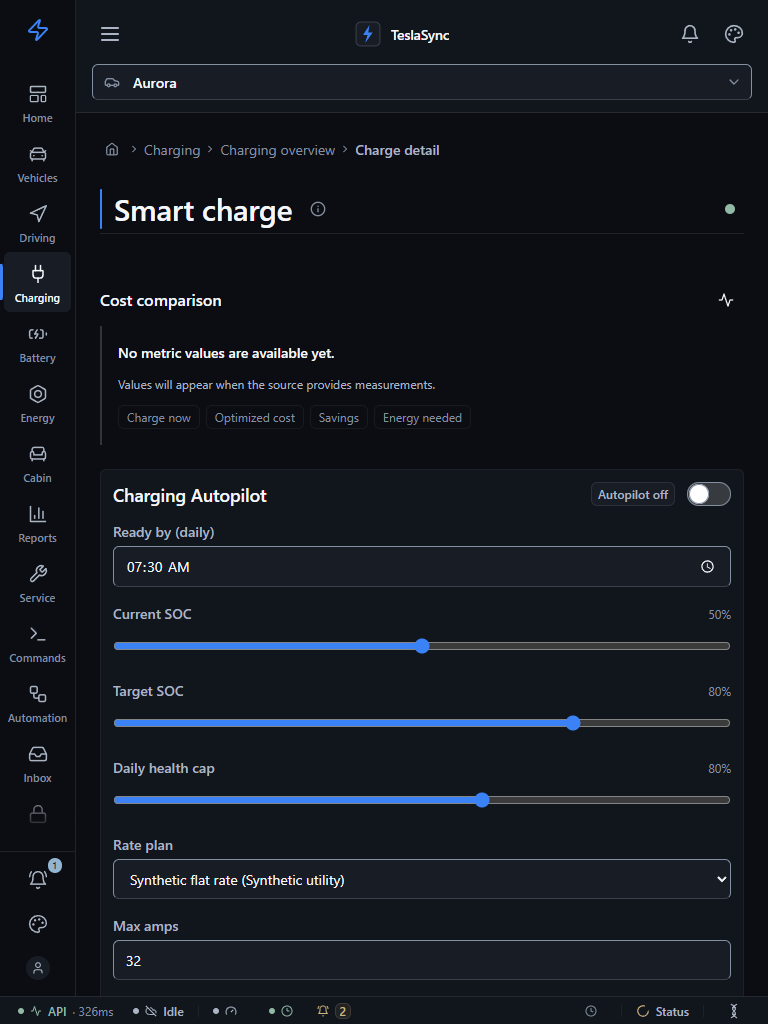 TeslaSync
Aurora
Home
Vehicles
Driving
Charging
Battery
Energy
Cabin
Reports
Service
Commands
Automation
Inbox
1
Charging > Charging overview > Charge detail
Smart charge
Cost comparison
No metric values are available yet.
Values will appear when the source provides measurements.
Charge now Optimized cost Savings Energy needed
Charging Autopilot Autopilot off
Ready by (daily)
07:30 AM
Current SOC 50%
Target SOC 80%
Daily health cap 80%
Rate plan
Synthetic flat rate (Synthetic utility)
Max amps
32
API · 326ms Idle 2 Status